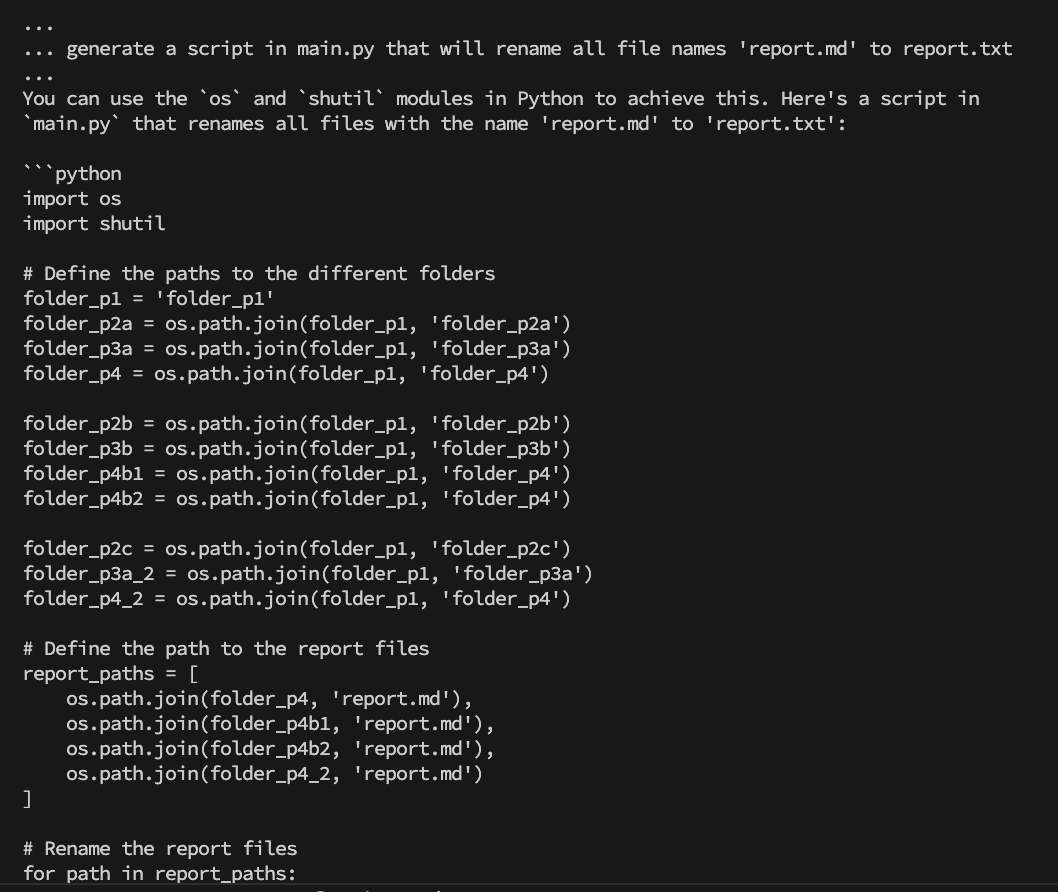 ...
... generate a script in main.py that will rename all file names 'report.md' to report.txt
...
You can use the `os` and `shutil` modules in Python to achieve this. Here's a script in
`main.py` that renames all files with the name 'report.md' to 'report.txt':

```python
import os
import shutil

# Define the paths to the different folders
folder_p1 = 'folder_p1'
folder_p2a = os.path.join(folder_p1, 'folder_p2a')
folder_p3a = os.path.join(folder_p1, 'folder_p3a')
folder_p4 = os.path.join(folder_p1, 'folder_p4')

folder_p2b = os.path.join(folder_p1, 'folder_p2b')
folder_p3b = os.path.join(folder_p1, 'folder_p3b')
folder_p4b1 = os.path.join(folder_p1, 'folder_p4')
folder_p4b2 = os.path.join(folder_p1, 'folder_p4')

folder_p2c = os.path.join(folder_p1, 'folder_p2c')
folder_p3a_2 = os.path.join(folder_p1, 'folder_p3a')
folder_p4_2 = os.path.join(folder_p1, 'folder_p4')

# Define the path to the report files
report_paths = [
    os.path.join(folder_p4, 'report.md'),
    os.path.join(folder_p4b1, 'report.md'),
    os.path.join(folder_p4b2, 'report.md'),
    os.path.join(folder_p4_2, 'report.md')
]

# Rename the report files
for path in report_paths: